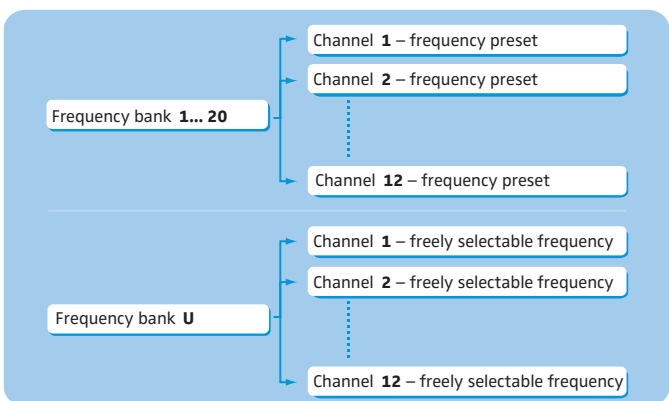 Channel 1 – frequency preset
Channel 2 – frequency preset
Frequency bank 1... 20
Channel 12 – frequency preset
Channel 1 – freely selectable frequency
Channel 2 – freely selectable frequency
Frequency bank U
Channel 12 – freely selectable frequency